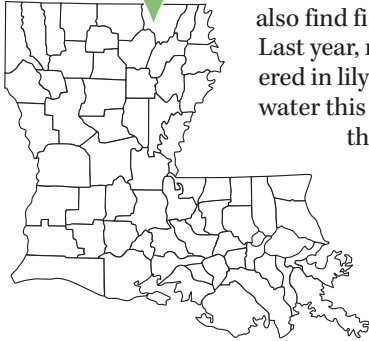 also find fi
Last year,
ered in lily
water this
th